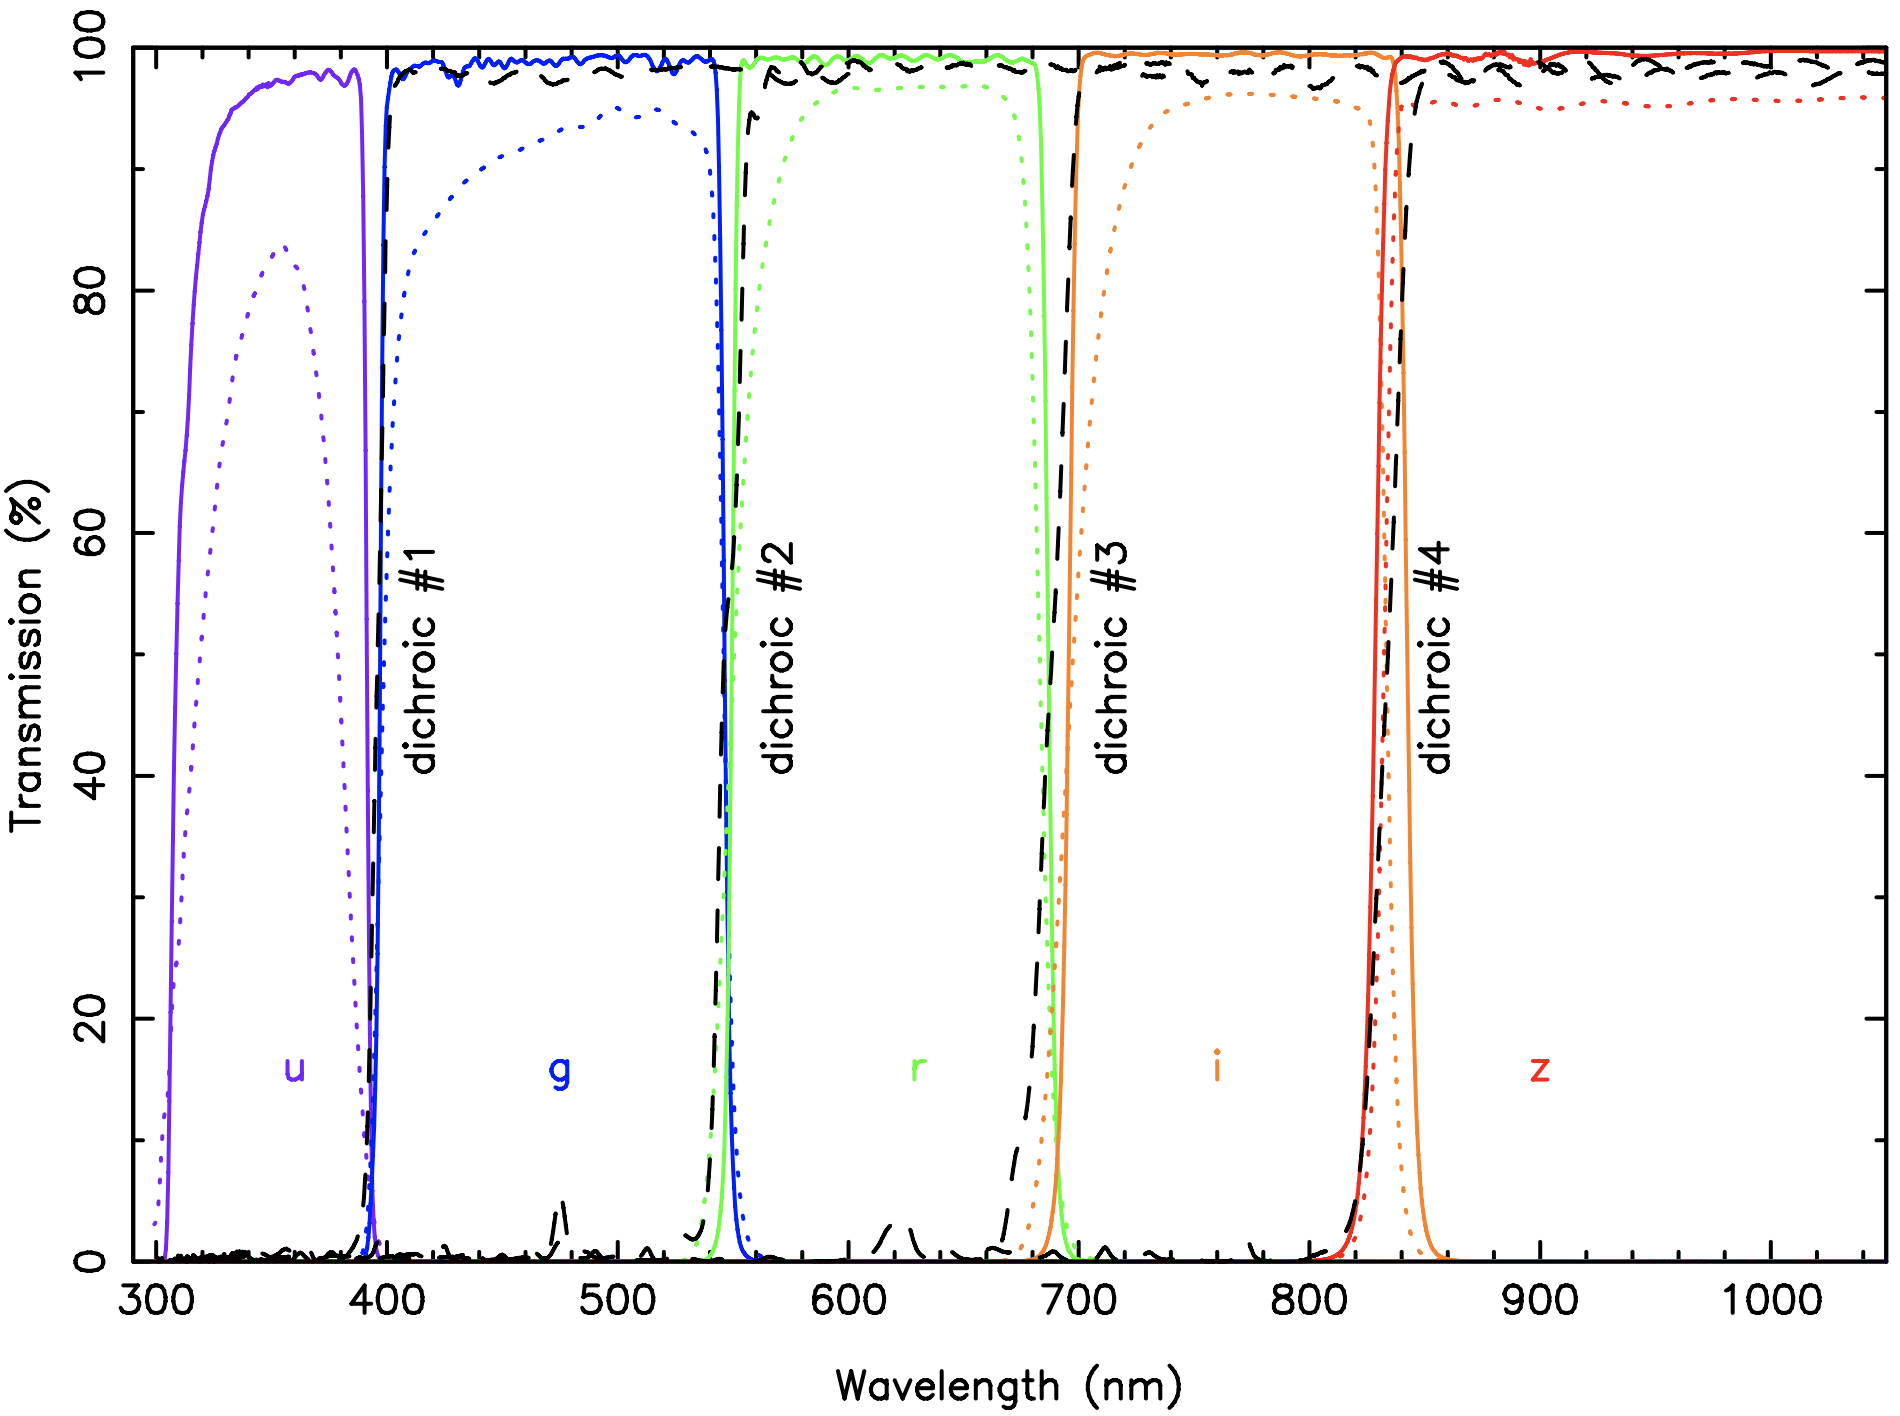 100
80
60
40
20
0
Transmission (%)
dichroic #1
dichroic #2
dichroic #3
dichroic #4
u
g
r
i
z
300 400 500 600 700 800 900 1000
Wavelength (nm)